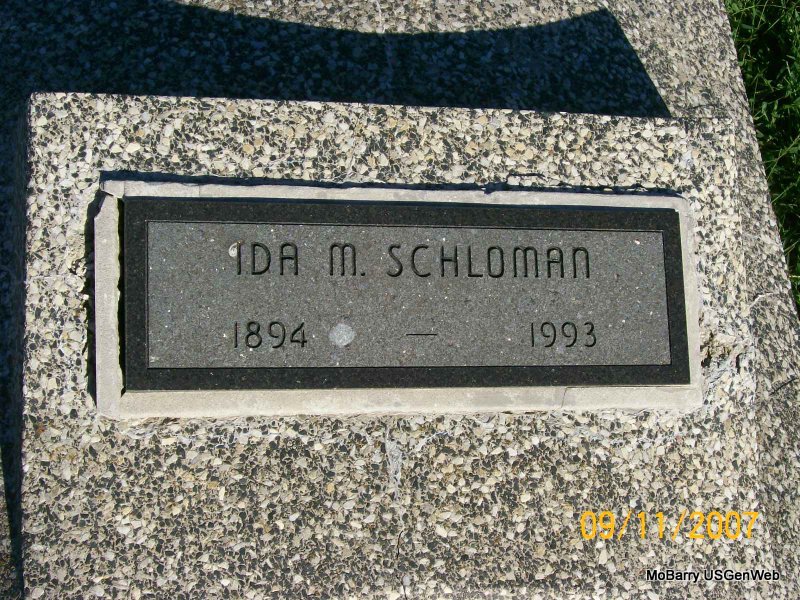 IDA M. SCHLOMAN
1894 — 1993
09/11/2007
MoBarry USGenWeb